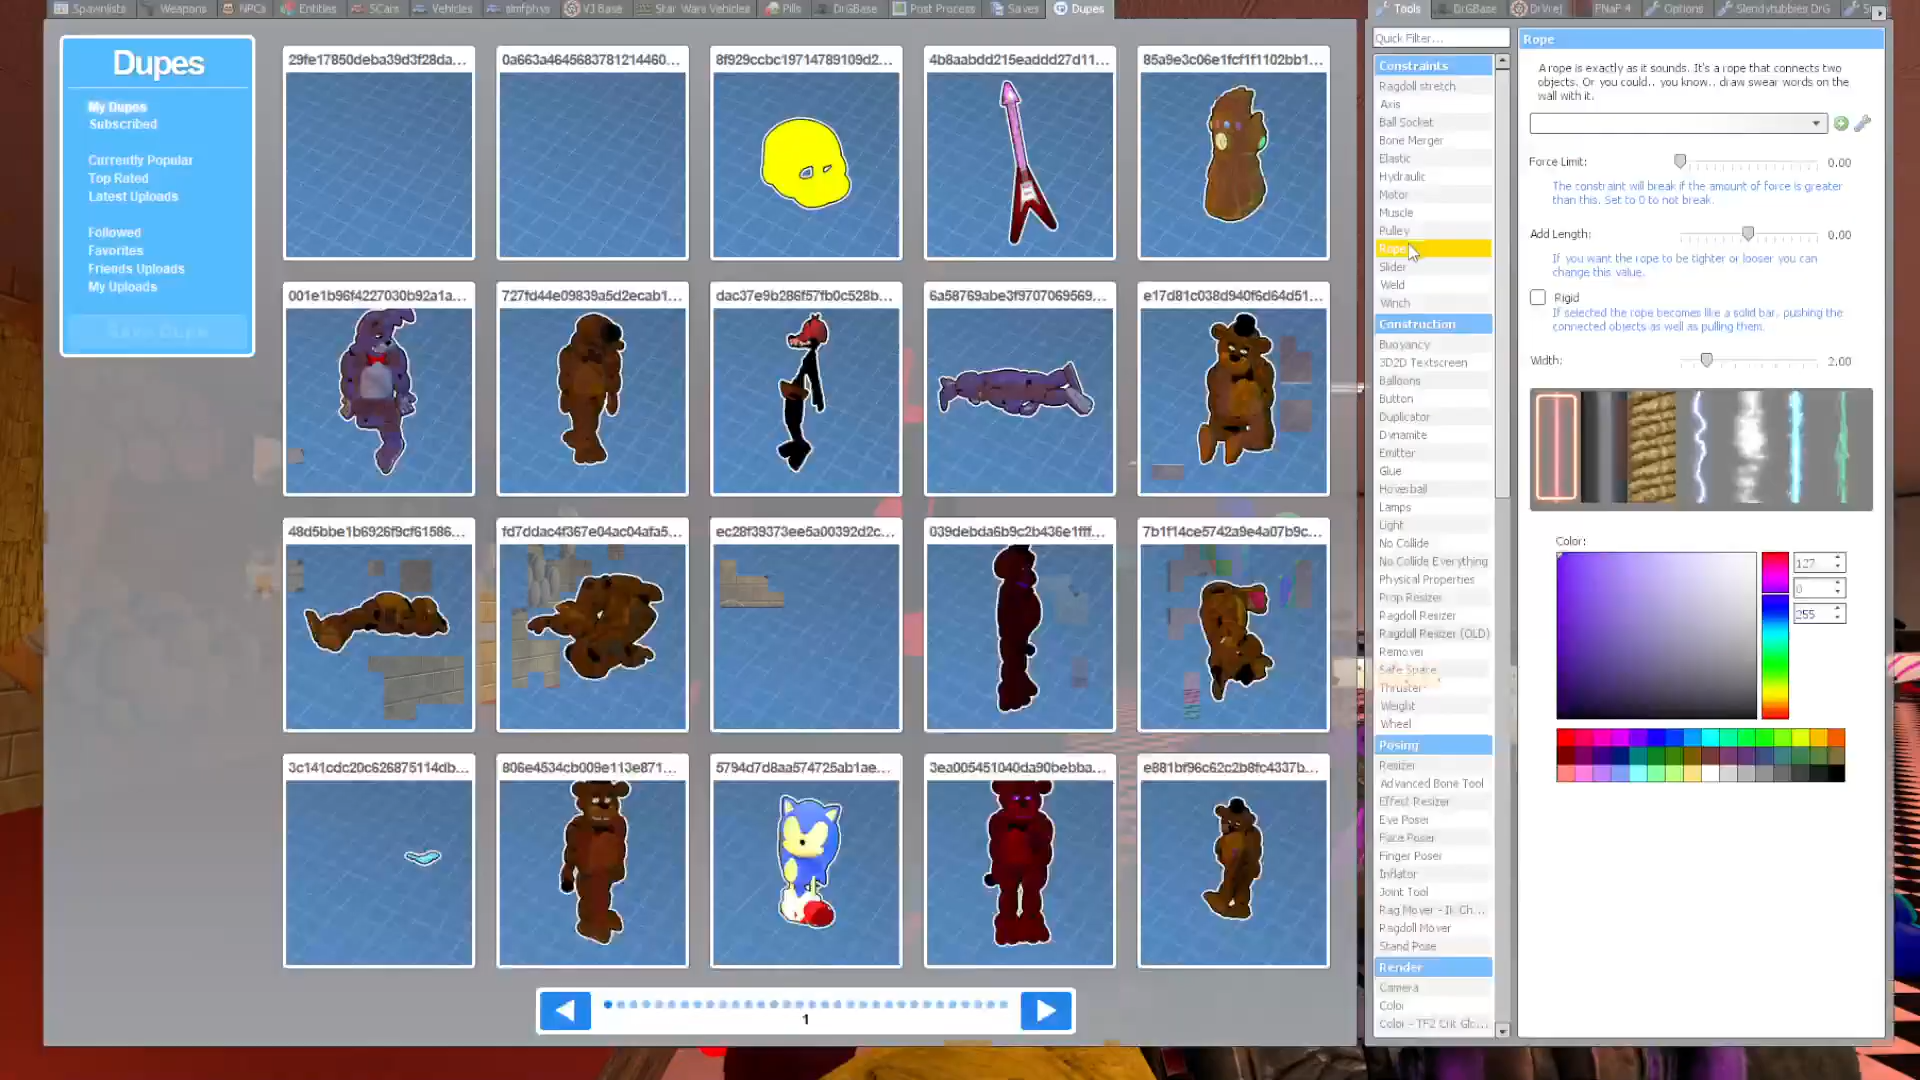 Spawnlists Weapons NPCs Entities SCars Vehicles simfphys VJ Base Star Wars Vehicles Pills DrGBase Post Process Saves Dupes
Dupes
My Dupes
Subscribed
Currently Popular
Top Rated
Latest Uploads
Followed
Favorites
Friends Uploads
My Uploads
Save Dupe
29fe17850deba39d3f28da...
0a663a4645683781214460...
8f929ccbc19714789109d2...
4b8aabdd215eaddd27d11...
85a9e3c06e1fcf1f1102bb1...
001e1b96f4227030b92a1a...
727fd44e09839a5d2ecab1...
dac37e9b286f57fb0c528b...
6a58769abe3f9707069569...
e17d81c038d940f6d64d51...
48d5bbe1b6926f9cf61586...
fd7ddac4f367e04ac04afa5...
ec28f39373ee5a00392d2c...
039debda6b9c2b436e1fff...
7b1f14ce5742a9e4a07b9c...
3c141cdc20c626875114db...
806e4534cb009e113e871...
5794d7d8aa574725ab1ae...
3ea005451040da90bebba...
e881bf96c62c2b8fc4337b...
1
Tools DrGBase DrVrej FNaF 4 Options Slendytubbies DrG
Quick Filter...
Constraints
Ragdoll stretch
Axis
Ball Socket
Bone Merger
Elastic
Hydraulic
Motor
Muscle
Pulley
Rope
Slider
Weld
Winch
Construction
Buoyancy
3D2D Textscreen
Balloons
Button
Duplicator
Dynamite
Emitter
Glue
Hoverball
Lamps
Light
No Collide
No Collide Everything
Physical Properties
Prop Resizer
Ragdoll Resizer
Ragdoll Resizer (OLD)
Remover
Safe Space
Thruster
Weight
Wheel
Posing
Resizer
Advanced Bone Tool
Effect Resizer
Eye Poser
Face Poser
Finger Poser
Inflator
Joint Tool
Rag Mover - Ik Ch...
Ragdoll Mover
Stand Pose
Render
Camera
Color
Color - TF2 Crit Glo...
Rope
A rope is exactly as it sounds. It's a rope that connects two
objects. Or you could.. you know.. draw swear words on the
wall with it.
Force Limit: 0.00
The constraint will break if the amount of force is greater
than this. Set to 0 to not break.
Add Length: 0.00
If you want the rope to be tighter or looser you can
change this value.
Rigid
If selected the rope becomes like a solid bar, pushing the
connected objects as well as pulling them.
Width: 2.00
Color:
127
0
255